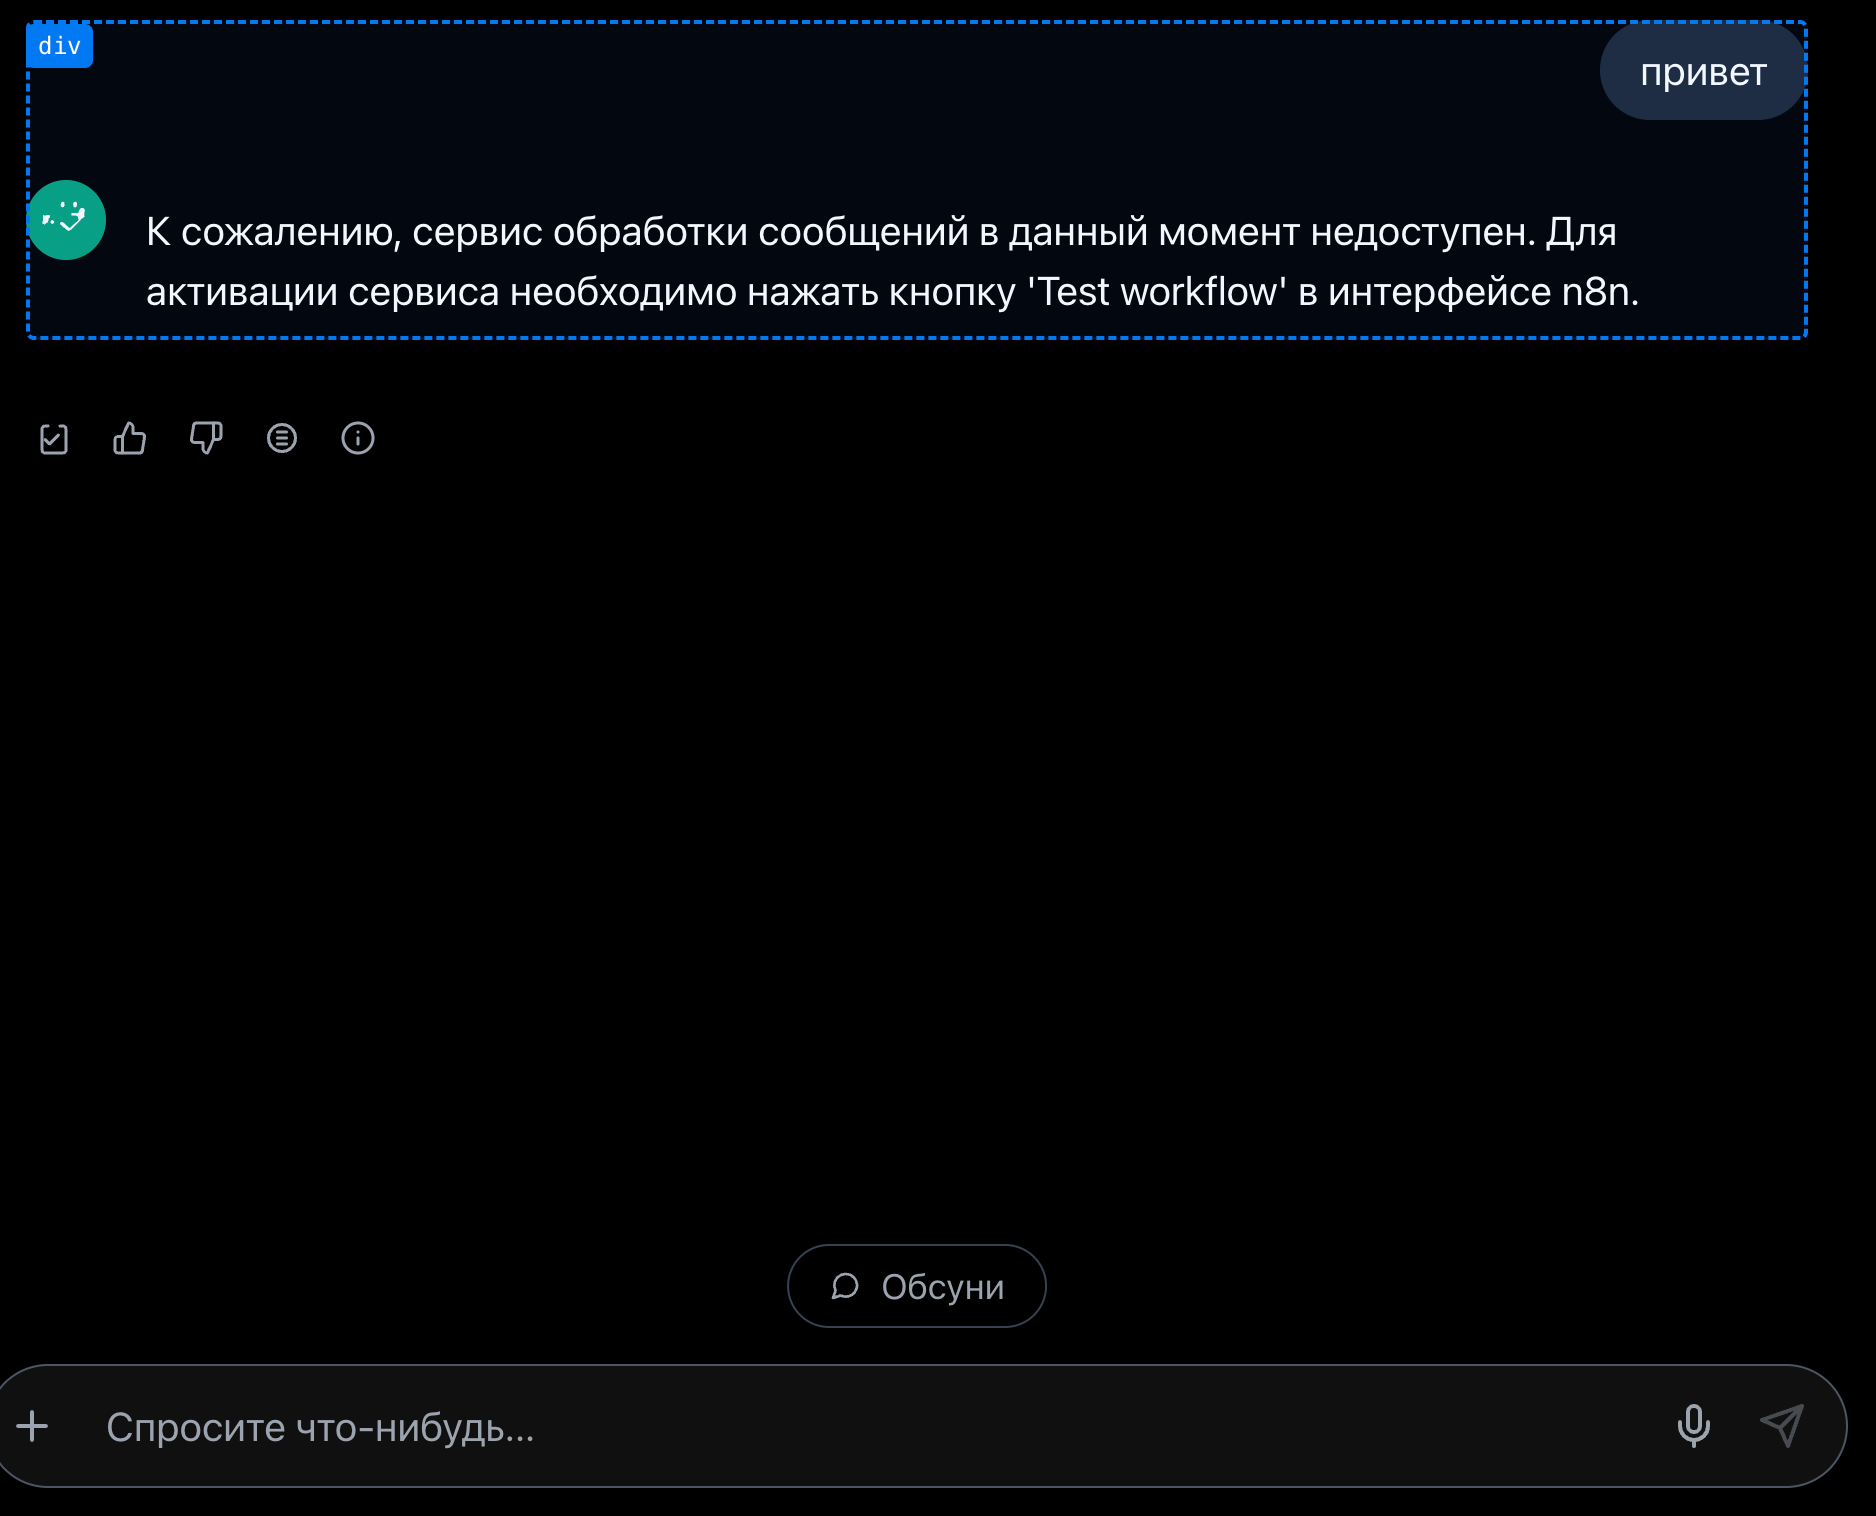 div
привет
К сожалению, сервис обработки сообщений в данный момент недоступен. Для
активации сервиса необходимо нажать кнопку 'Test workflow' в интерфейсе n8n.
Обсуни
Спросите что-нибудь...